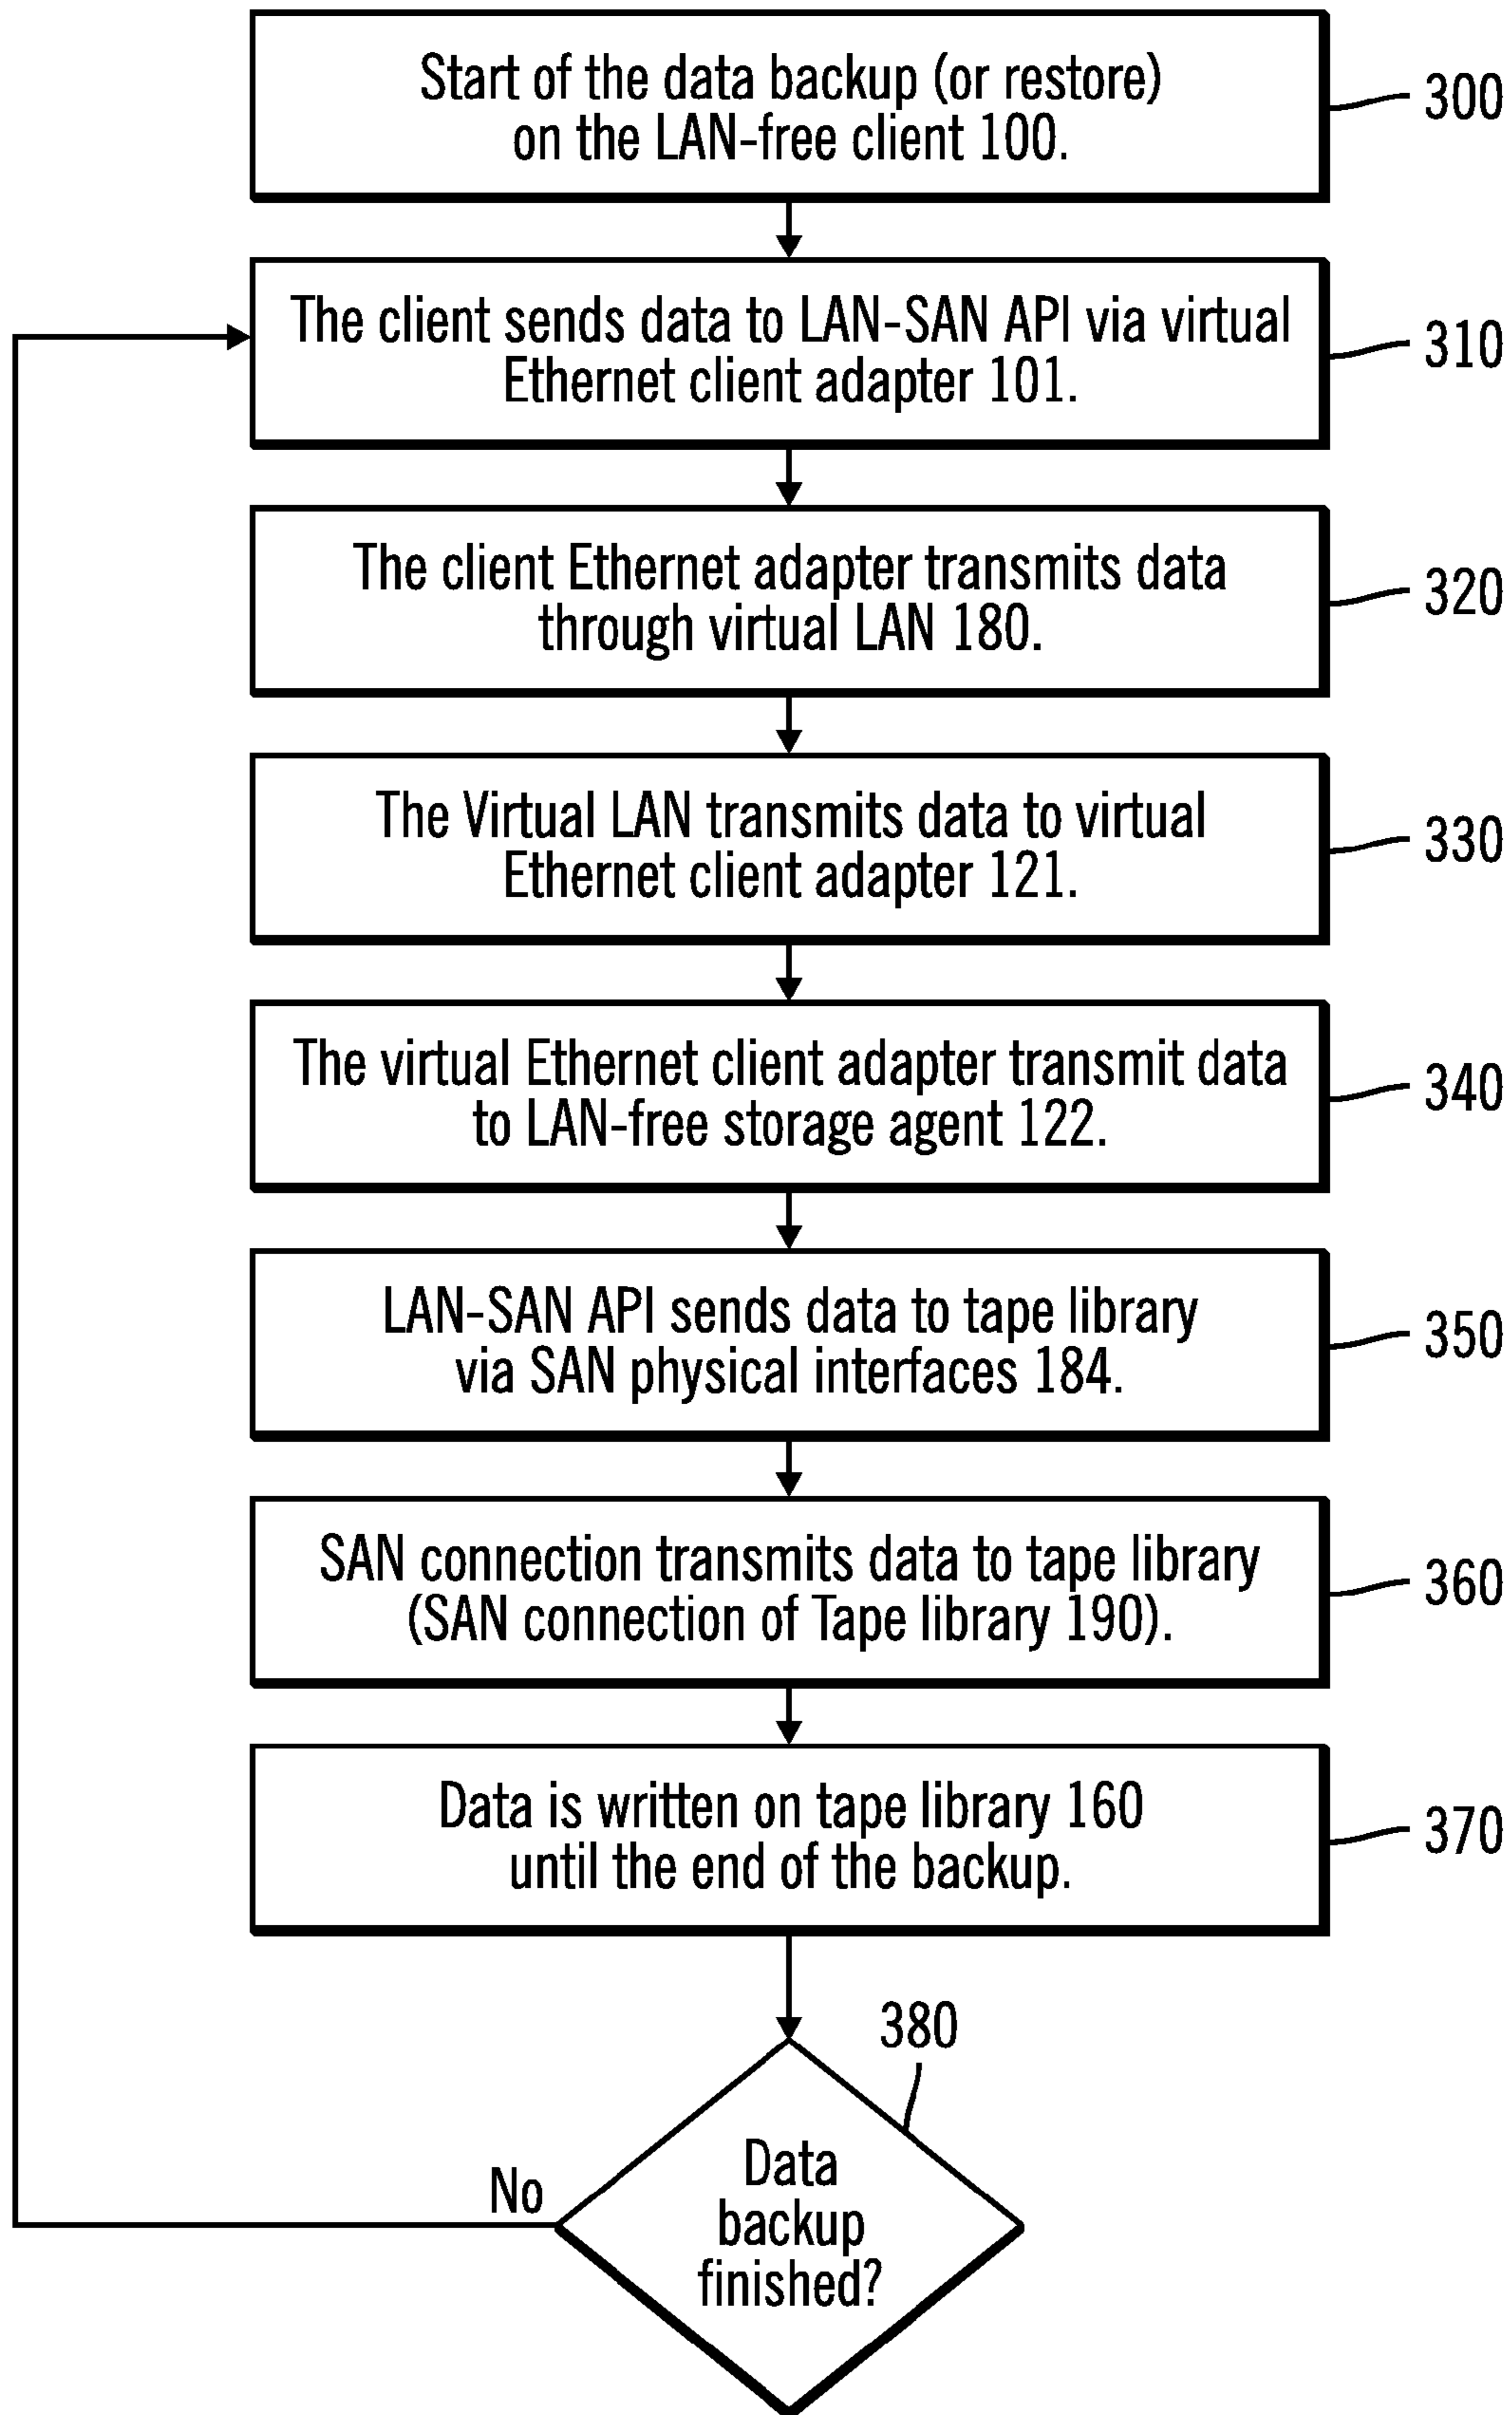 Start of the data backup (or restore)
on the LAN-free client 100.
300
The client sends data to LAN-SAN API via virtual
Ethernet client adapter 101.
310
The client Ethernet adapter transmits data
through virtual LAN 180.
320
The Virtual LAN transmits data to virtual
Ethernet client adapter 121.
330
The virtual Ethernet client adapter transmit data
to LAN-free storage agent 122.
340
LAN-SAN API sends data to tape library
via SAN physical interfaces 184.
350
SAN connection transmits data to tape library
(SAN connection of Tape library 190).
360
Data is written on tape library 160
until the end of the backup.
370
380
Data
backup
finished?
No